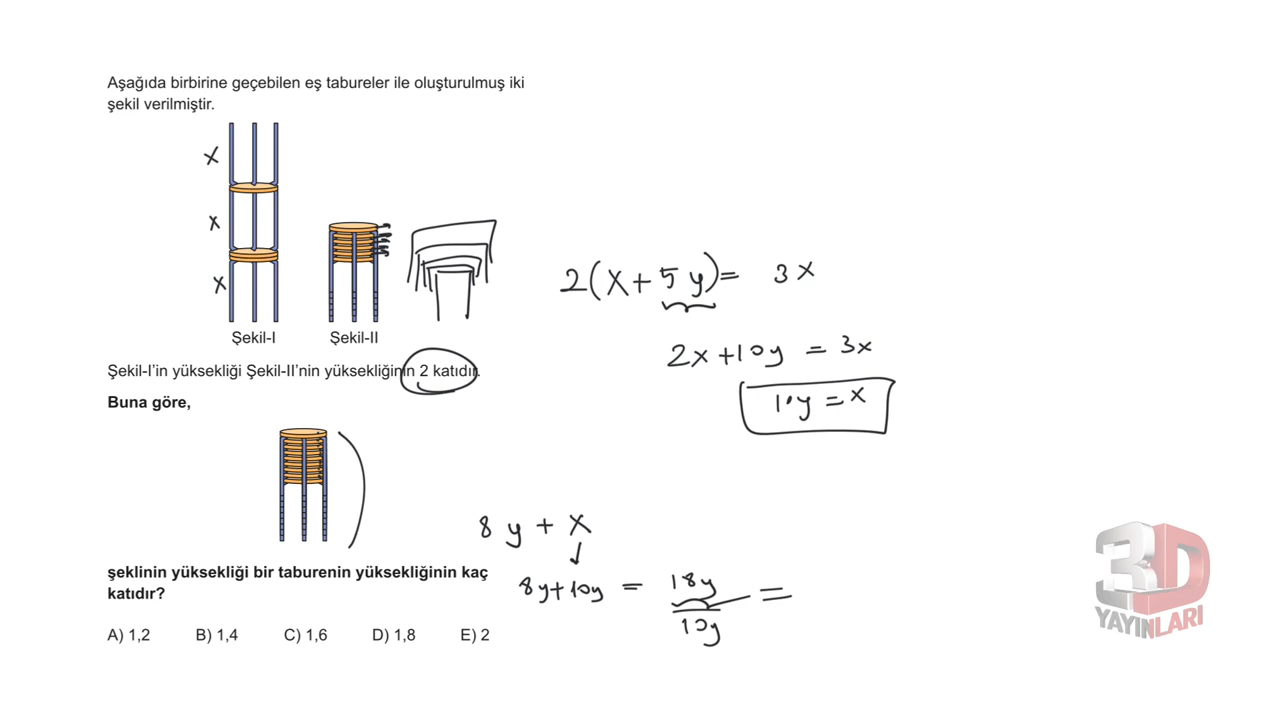 Aşağıda birbirine geçebilen eş tabureler ile oluşturulmuş iki
şekil verilmiştir.
x
x
x
Şekil-I
Şekil-II
2(x+5y)= 3x
2x+10y = 3x
10y = x
Şekil-I'in yüksekliği Şekil-II'nin yüksekliğinin 2 katıdır.
Buna göre,
8y + x
8y+10y = 18y/10y =
şeklinin yüksekliği bir taburenin yüksekliğinin kaç
katıdır?
A) 1,2 B) 1,4 C) 1,6 D) 1,8 E) 2
3D
YAYINLARI